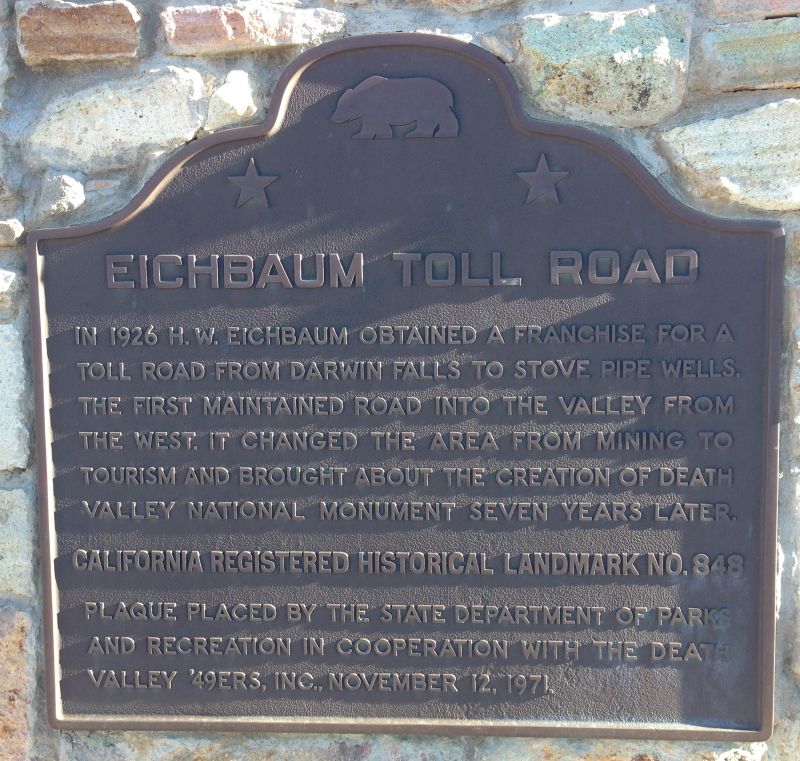 EICHBAUM TOLL ROAD
IN 1926 H.W. EICHBAUM OBTAINED A FRANCHISE FOR A
TOLL ROAD FROM DARWIN FALLS TO STOVE PIPE WELLS,
THE FIRST MAINTAINED ROAD INTO THE VALLEY FROM
THE WEST. IT CHANGED THE AREA FROM MINING TO
TOURISM AND BROUGHT ABOUT THE CREATION OF DEATH
VALLEY NATIONAL MONUMENT SEVEN YEARS LATER.
CALIFORNIA REGISTERED HISTORICAL LANDMARK NO. 848
PLAQUE PLACED BY THE STATE DEPARTMENT OF PARKS
AND RECREATION IN COOPERATION WITH THE DEATH
VALLEY '49ERS, INC., NOVEMBER 12, 1971.